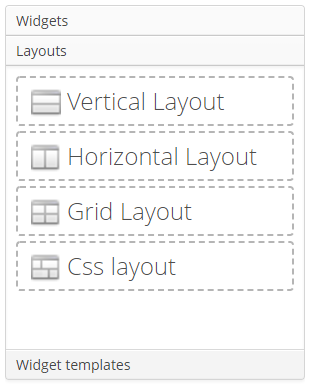 Widgets
Layouts
Vertical Layout
Horizontal Layout
Grid Layout
Css layout
Widget templates